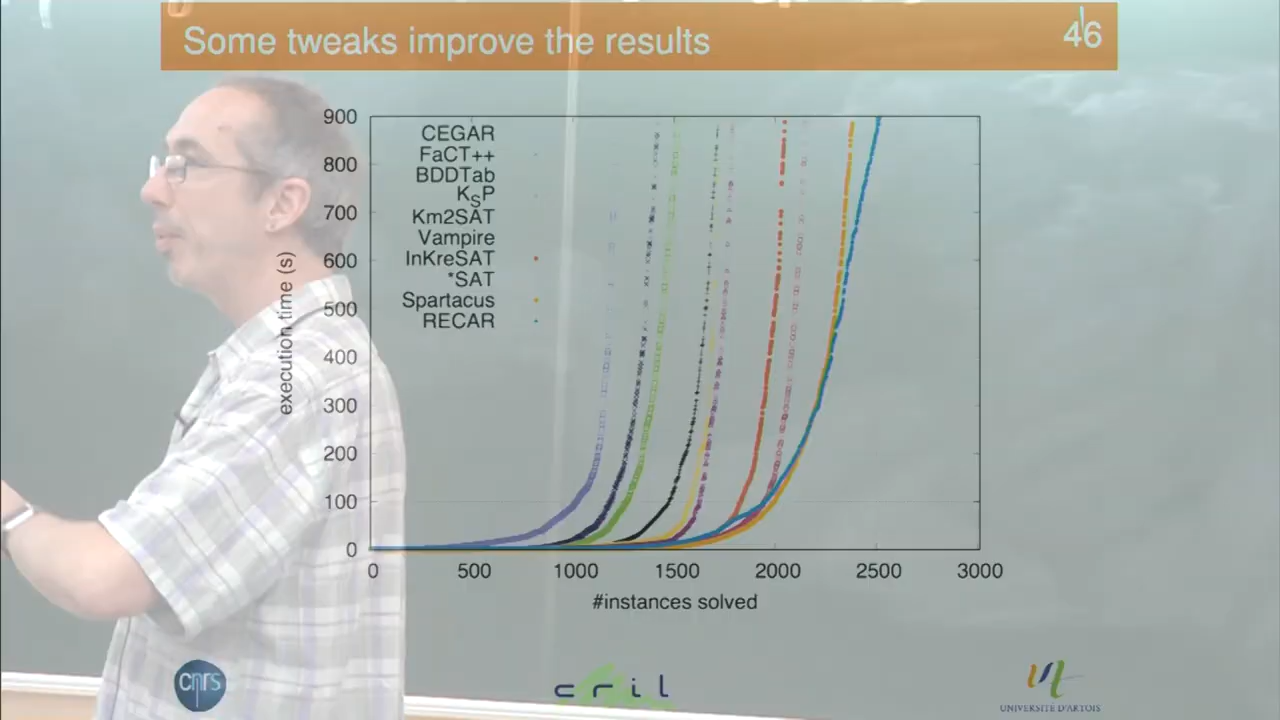 Some tweaks improve the results
46
900
800
700
600
500
400
300
200
100
0
execution time (s)
CEGAR
FaCT++
BDDTab
KSP
Km2SAT
Vampire
InKreSAT
*SAT
Spartacus
RECAR
0 500 1000 1500 2000 2500 3000
#instances solved
cnrs
cril
UNIVERSITÉ D'ARTOIS